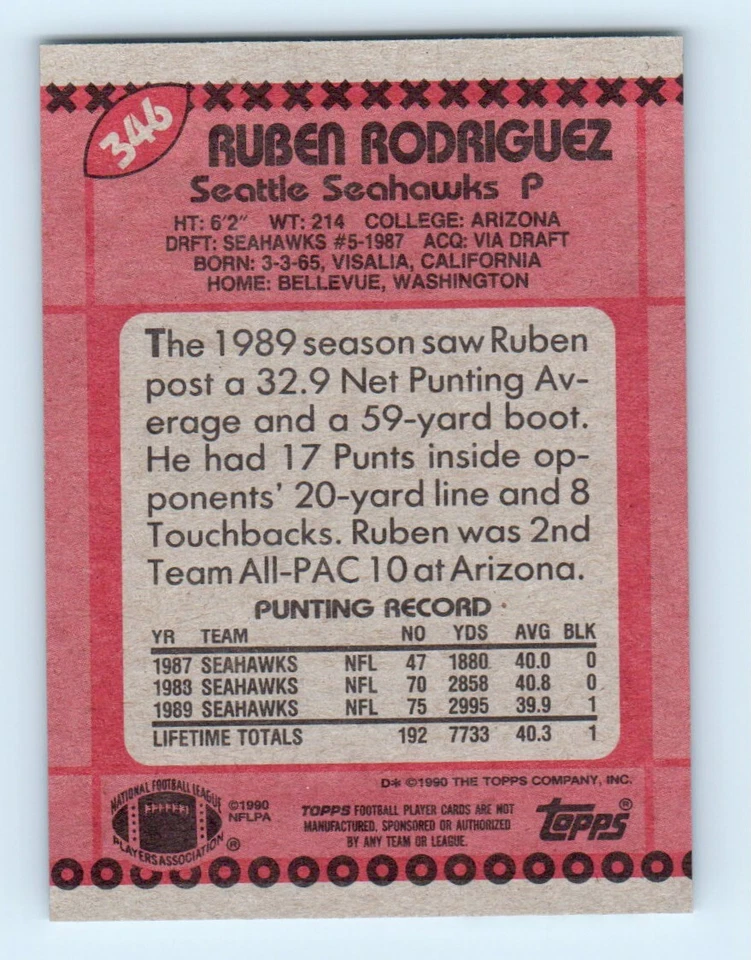 346
RUBEN RODRIGUEZ
Seattle Seahawks P
HT: 6'2" WT: 214 COLLEGE: ARIZONA
DRFT: SEAHAWKS #5-1987 ACQ: VIA DRAFT
BORN: 3-3-65, VISALIA, CALIFORNIA
HOME: BELLEVUE, WASHINGTON
The 1989 season saw Ruben
post a 32.9 Net Punting Av-
erage and a 59-yard boot.
He had 17 Punts inside op-
ponents' 20-yard line and 8
Touchbacks. Ruben was 2nd
Team All-PAC 10 at Arizona.
PUNTING RECORD
YR TEAM NO YDS AVG BLK
1987 SEAHAWKS NFL 47 1880 40.0 0
1988 SEAHAWKS NFL 70 2858 40.8 0
1989 SEAHAWKS NFL 75 2995 39.9 1
LIFETIME TOTALS 192 7733 40.3 1
D* ©1990 THE TOPPS COMPANY, INC.
NATIONAL FOOTBALL LEAGUE
PLAYERS ASSOCIATION ®
©1990
NFLPA
TOPPS FOOTBALL PLAYER CARDS ARE NOT
MANUFACTURED, SPONSORED OR AUTHORIZED
BY ANY TEAM OR LEAGUE.
topps®